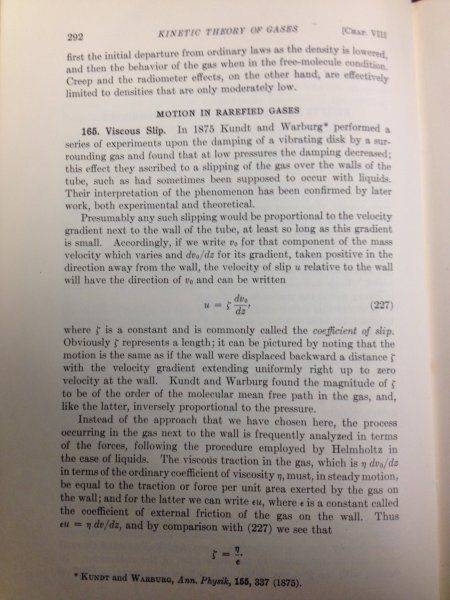 292 KINETIC THEORY OF GASES [CHAP. VIII
first the initial departure from ordinary laws as the density is lowered,
and then the behavior of the gas when in the free-molecule condition.
Creep and the radiometer effects, on the other hand, are effectively
limited to densities that are only moderately low.
MOTION IN RAREFIED GASES
165. Viscous Slip. In 1875 Kundt and Warburg* performed a
series of experiments upon the damping of a vibrating disk by a sur-
rounding gas and found that at low pressures the damping decreased;
this effect they ascribed to a slipping of the gas over the walls of the
tube, such as had sometimes been supposed to occur with liquids.
Their interpretation of the phenomenon has been confirmed by later
work, both experimental and theoretical.
Presumably any such slipping would be proportional to the velocity
gradient next to the wall of the tube, at least so long as this gradient
is small. Accordingly, if we write v₀ for that component of the mass
velocity which varies and dv₀/dz for its gradient, taken positive in the
direction away from the wall, the velocity of slip u relative to the wall
will have the direction of v₀ and can be written
u = ζ dv₀/dz, (227)
where ζ is a constant and is commonly called the coefficient of slip.
Obviously ζ represents a length; it can be pictured by noting that the
motion is the same as if the wall were displaced backward a distance ζ
with the velocity gradient extending uniformly right up to zero
velocity at the wall. Kundt and Warburg found the magnitude of ζ
to be of the order of the molecular mean free path in the gas, and,
like the latter, inversely proportional to the pressure.
Instead of the approach that we have chosen here, the process
occurring in the gas next to the wall is frequently analyzed in terms
of the forces, following the procedure employed by Helmholtz in
the case of liquids. The viscous traction in the gas, which is η dv₀/dz
in terms of the ordinary coefficient of viscosity η, must, in steady motion,
be equal to the traction or force per unit area exerted by the gas on
the wall; and for the latter we can write εu, where ε is a constant called
the coefficient of external friction of the gas on the wall. Thus
εu = η dv/dz, and by comparison with (227) we see that
ζ = η/ε.
* KUNDT and WARBURG, Ann. Physik, 155, 337 (1875).